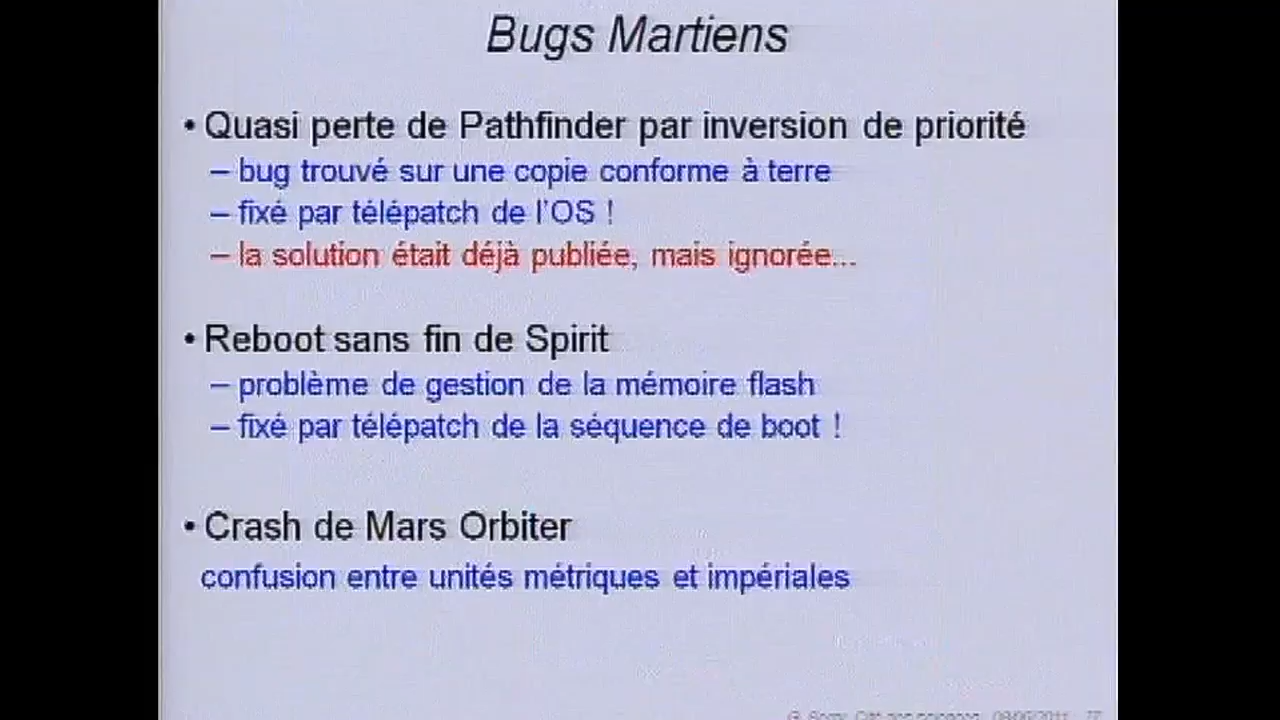 Bugs Martiens
• Quasi perte de Pathfinder par inversion de priorité
– bug trouvé sur une copie conforme à terre
– fixé par télépatch de l'OS !
– la solution était déjà publiée, mais ignorée...
• Reboot sans fin de Spirit
– problème de gestion de la mémoire flash
– fixé par télépatch de la séquence de boot !
• Crash de Mars Orbiter
confusion entre unités métriques et impériales